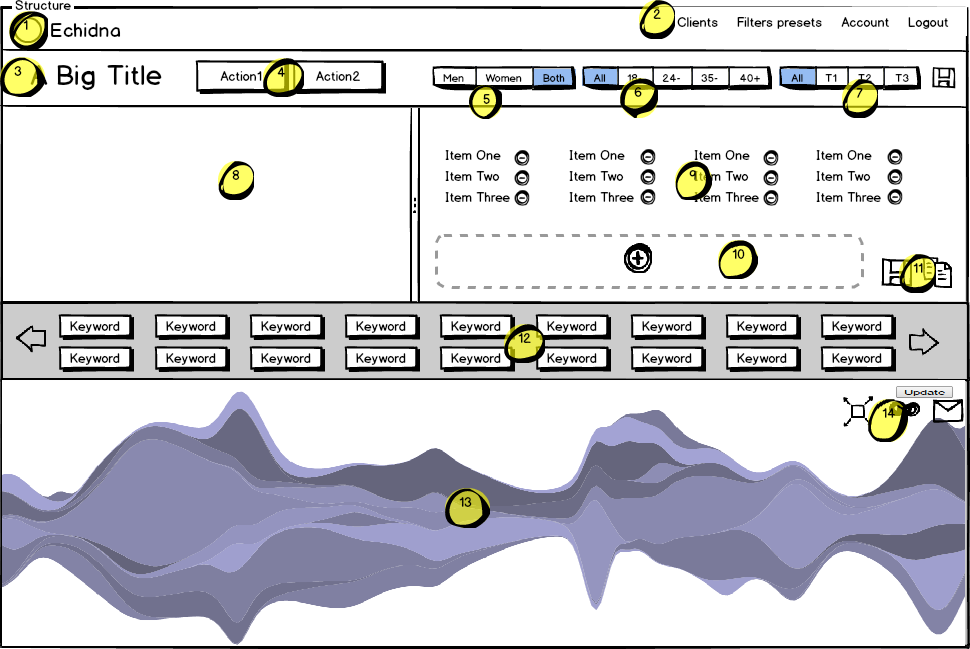 Structure
1 Echidna
2 Clients Filters presets Account Logout
3 Big Title
Action1 4 Action2
Men Women Both All 18- 24- 35- 40+ All T1 T2 T3
5 6 7
8
Item One Item One Item One Item One
Item Two Item Two 9 Item Two Item Two
Item Three Item Three Item Three Item Three
10
11
Keyword Keyword Keyword Keyword Keyword Keyword Keyword Keyword Keyword
12
Keyword Keyword Keyword Keyword Keyword Keyword Keyword Keyword Keyword
Update
14
13